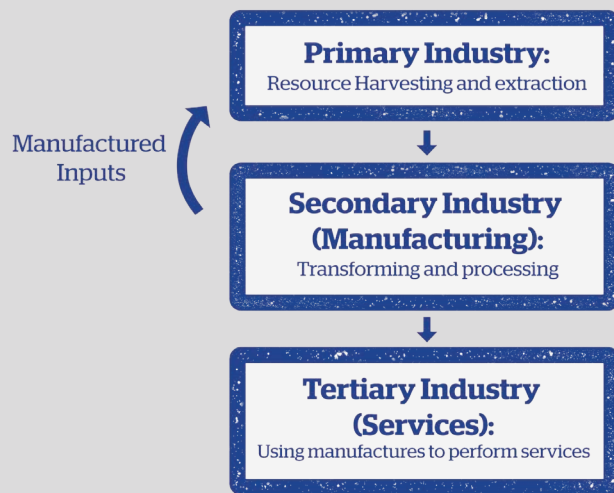 Primary Industry:
Resource Harvesting and extraction
Manufactured
Inputs
Secondary Industry
(Manufacturing):
Transforming and processing
Tertiary Industry
(Services):
Using manufactures to perform services